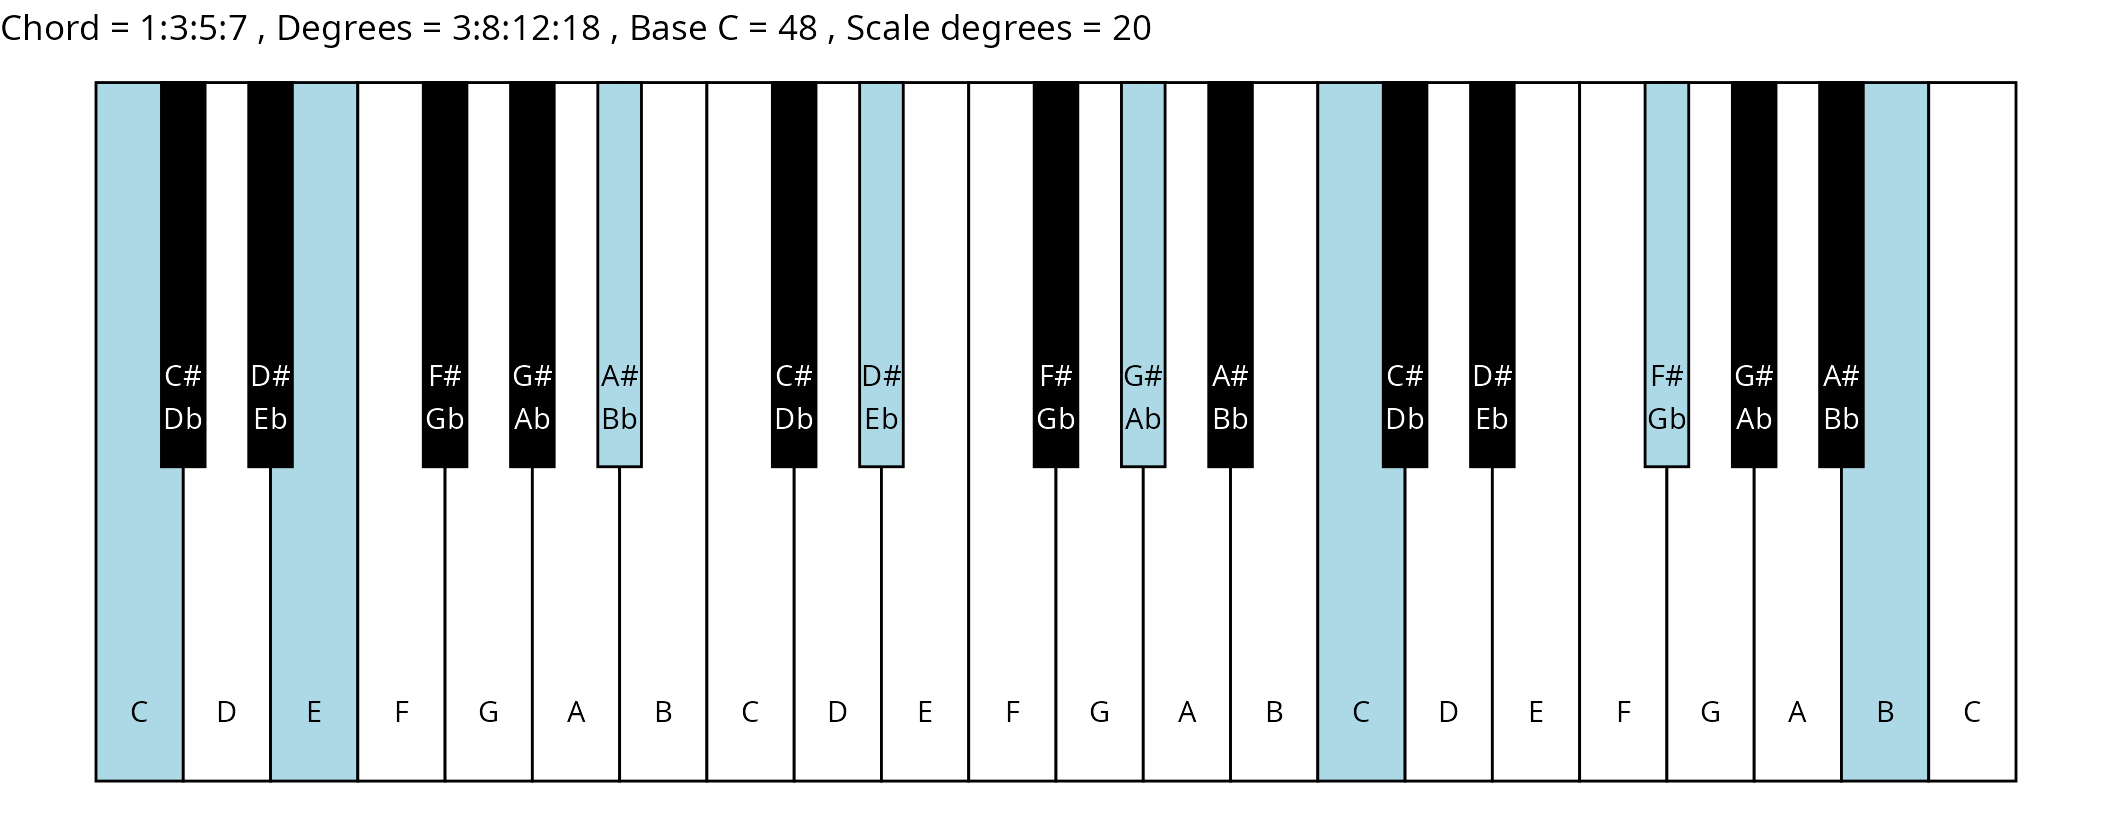 Chord = 1:3:5:7 , Degrees = 3:8:12:18 , Base C = 48 , Scale degrees = 20
C# D# F# G# A# C# D# F# G# A# C# D# F# G# A#
Db Eb Gb Ab Bb Db Eb Gb Ab Bb Db Eb Gb Ab Bb
C D E F G A B C D E F G A B C D E F G A B C